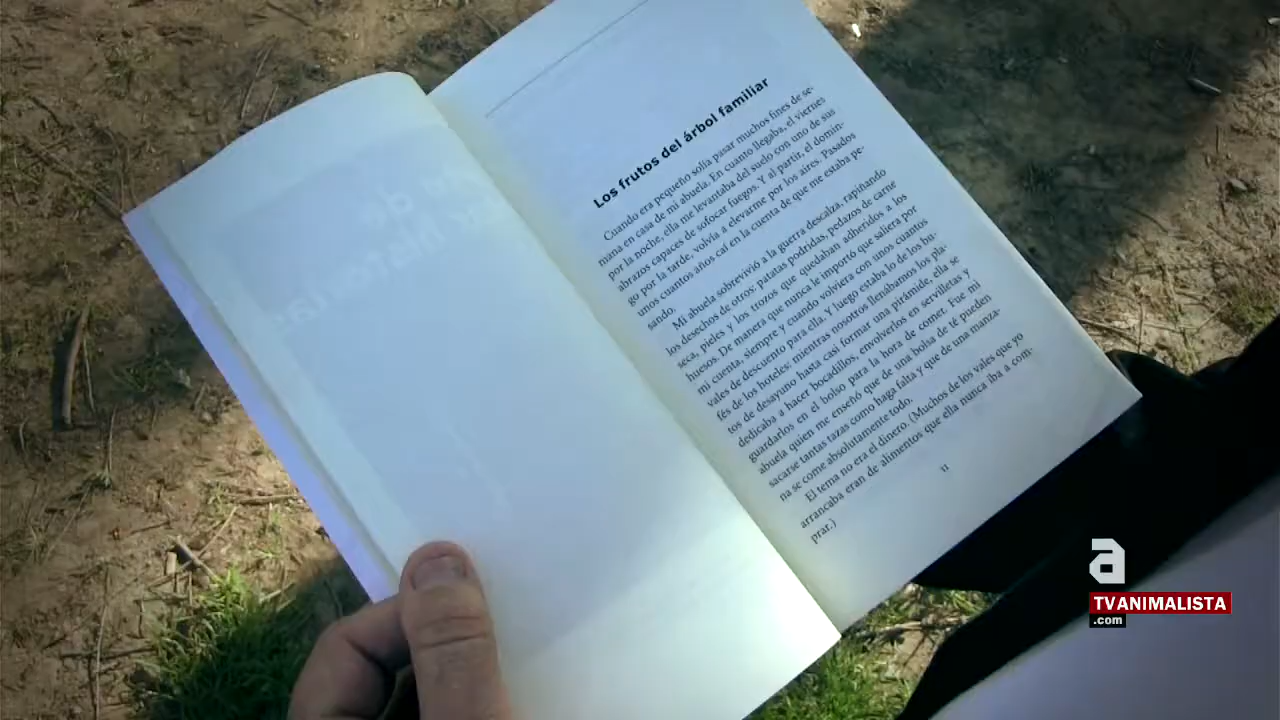 Los frutos del árbol familiar
Cuando era pequeño solía pasar muchos fines de se-
mana en casa de mi abuela. En cuanto llegaba, el viernes
por la noche, ella me levantaba del suelo con uno de sus
abrazos capaces de sofocar fuegos. Y al partir, el domin-
go por la tarde, volvía a elevarme por los aires. Pasados
unos cuantos años caí en la cuenta de que me estaba pe-
sando.
Mi abuela sobrevivió a la guerra descalza, rapiñando
los desechos de otros: patatas podridas, pedazos de carne
seca, pieles y los trozos que quedaban adheridos a los
huesos. De manera que nunca le importó que saliera por
mi cuenta, siempre y cuando volviera con unos cuantos
vales de descuento para ella. Y luego estaba lo de los bu-
fés de los hoteles: mientras nosotros llenábamos los pla-
tos de desayuno hasta casi formar una pirámide, ella se
dedicaba a hacer bocadillos, envolverlos en servilletas y
guardarlos en el bolso para la hora de comer. Fue mi
abuela quien me enseñó que de una bolsa de té pueden
sacarse tantas tazas como haga falta y que de una manza-
na se come absolutamente todo.
El tema no era el dinero. (Muchos de los vales que yo
arrancaba eran de alimentos que ella nunca iba a com-
prar.)
11
a
TVANIMALISTA
.com